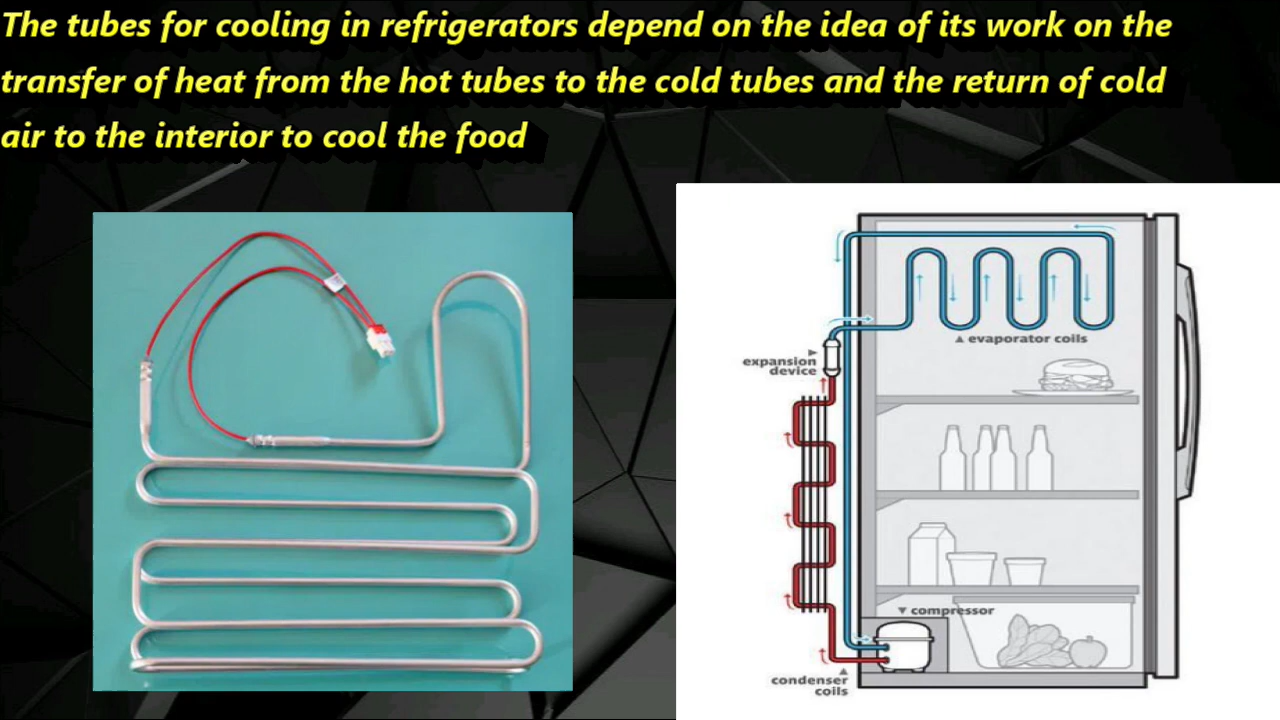 The tubes for cooling in refrigerators depend on the idea of its work on the
transfer of heat from the hot tubes to the cold tubes and the return of cold
air to the interior to cool the food
▲ evaporator coils
expansion
device
▼ compressor
condenser
coils